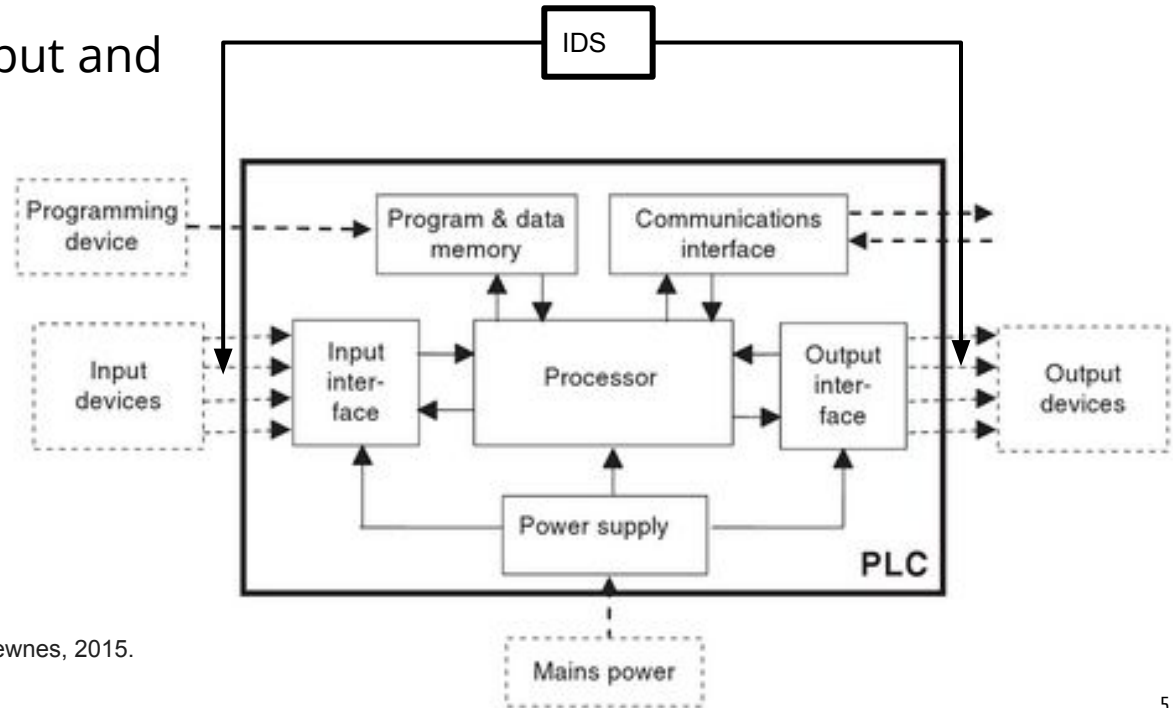 IDS
put and
Programming
device
Program & data
memory
Communications
interface
Input
devices
Input
inter-
face
Processor
Output
inter-
face
Output
devices
Power supply
PLC
ewnes, 2015.
Mains power
5